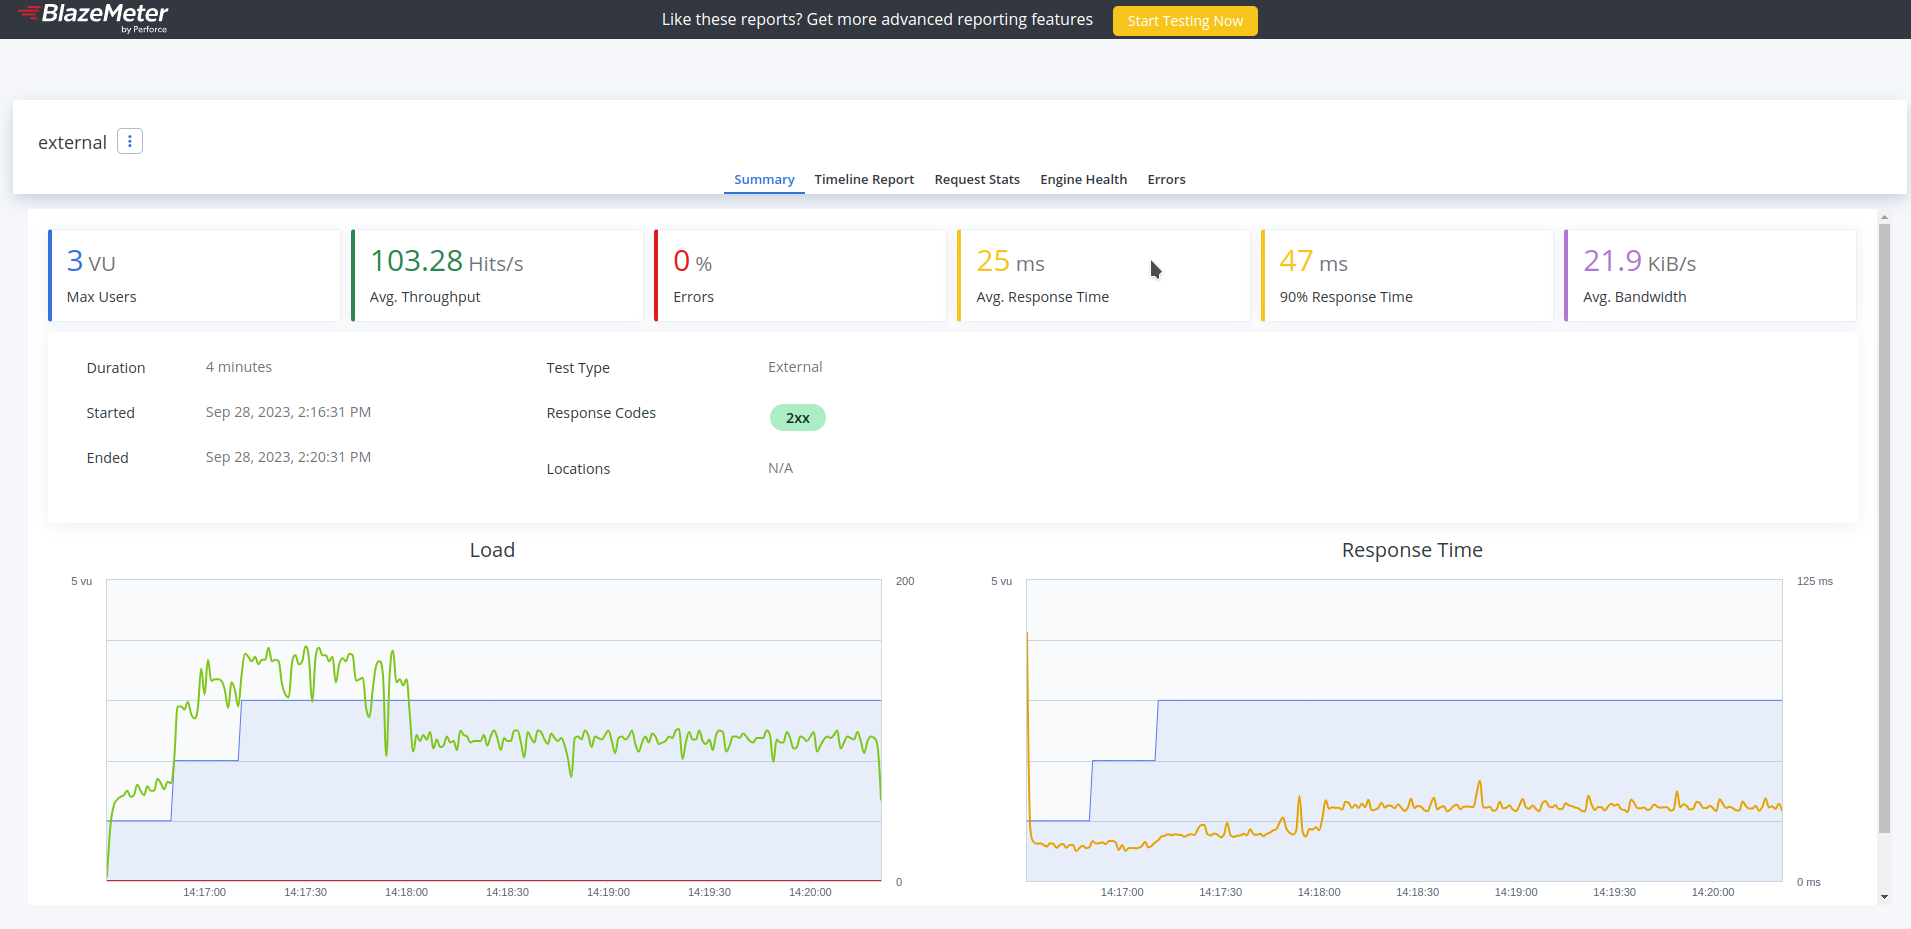 BlazeMeter
by Perforce
Like these reports? Get more advanced reporting features
Start Testing Now
external
Summary Timeline Report Request Stats Engine Health Errors
3 VU
Max Users
103.28 Hits/s
Avg. Throughput
0 %
Errors
25 ms
Avg. Response Time
47 ms
90% Response Time
21.9 KiB/s
Avg. Bandwidth
Duration 4 minutes
Started Sep 28, 2023, 2:16:31 PM
Ended Sep 28, 2023, 2:20:31 PM
Test Type External
Response Codes 2xx
Locations N/A
Load
5 vu
200
0
14:17:00 14:17:30 14:18:00 14:18:30 14:19:00 14:19:30 14:20:00
Response Time
5 vu
125 ms
0 ms
14:17:00 14:17:30 14:18:00 14:18:30 14:19:00 14:19:30 14:20:00